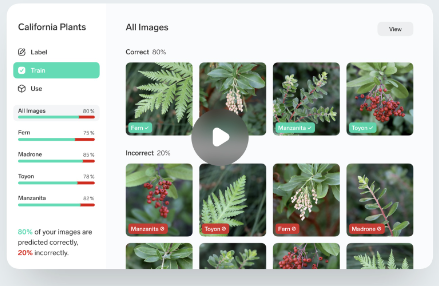 California Plants
Label
Train
Use
All Images 80%
Fern 75%
Madrone 85%
Toyon 78%
Manzanita 82%
80% of your images are
predicted correctly,
20% incorrectly.
All Images
View
Correct 80%
Fern
Manzanita
Toyon
Incorrect 20%
Manzanita
Toyon
Fern
Madrone